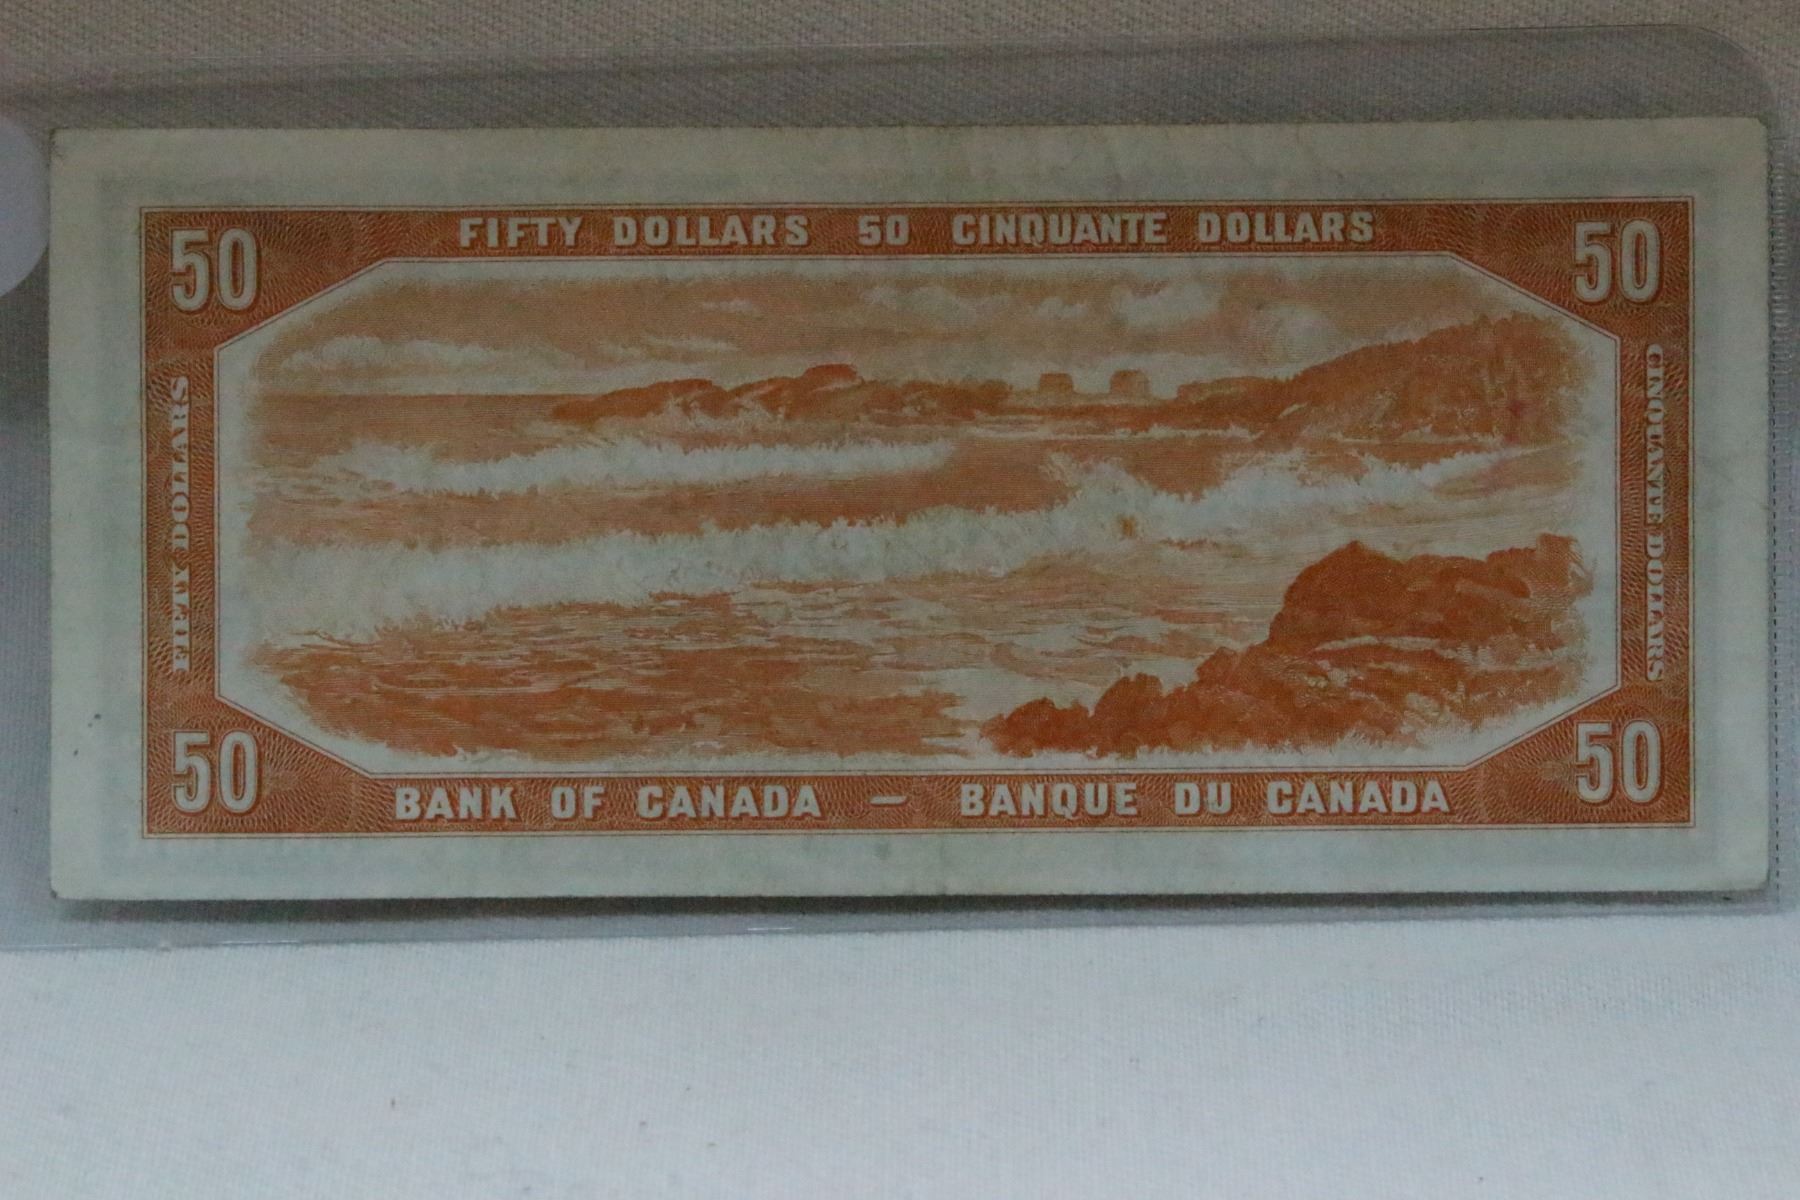 FIFTY DOLLARS 50 CINQUANTE DOLLARS
50
50
FIFTY DOLLARS
CINQUANTE DOLLARS
50
50
BANK OF CANADA – BANQUE DU CANADA